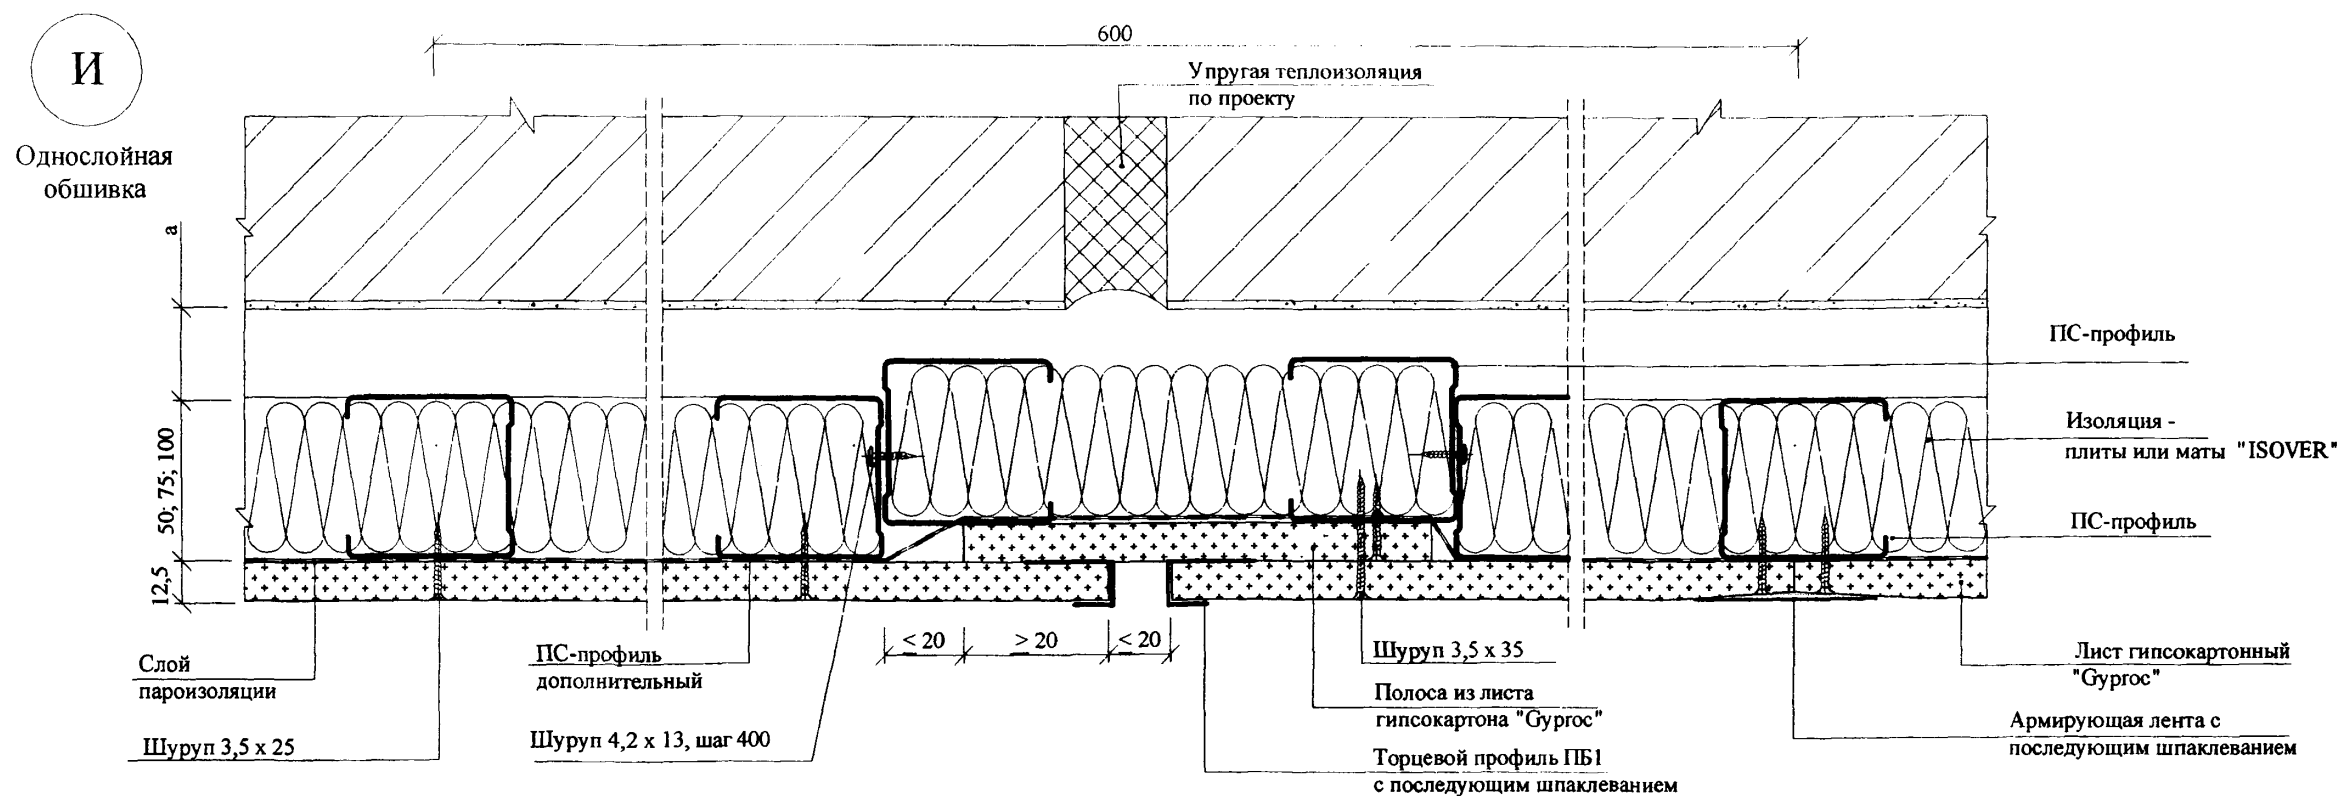 600
И
Упругая теплоизоляция
по проекту
Однослойная
обшивка
а
ПС-профиль
Изоляция -
плиты или маты "ISOVER"
50; 75; 100
ПС-профиль
12,5
≤ 20
≥ 20
≤ 20
Слой
пароизоляции
ПС-профиль
дополнительный
Шуруп 3,5 х 35
Лист гипсокартонный
"Gyproc"
Полоса из листа
гипсокартона "Gyproc"
Шуруп 3,5 х 25
Шуруп 4,2 х 13, шаг 400
Армирующая лента с
последующим шпаклеванием
Торцевой профиль ПБ1
с последующим шпаклеванием